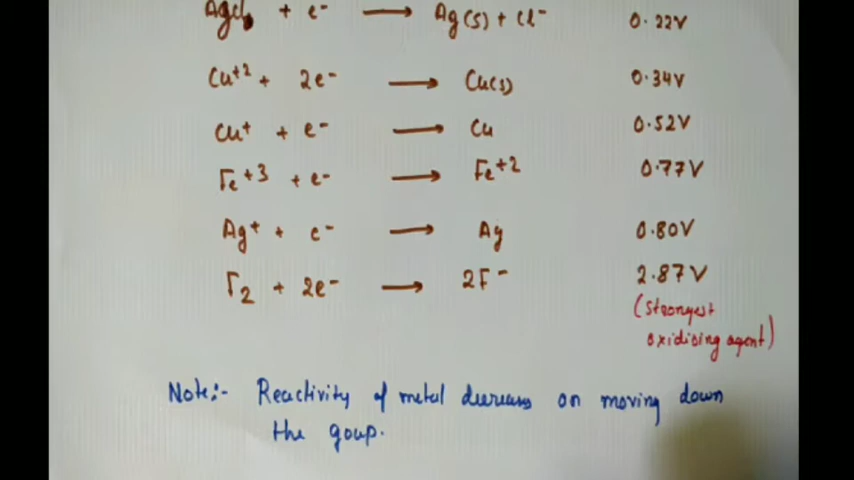 AgCl + e⁻ ⟶ Ag(s) + Cl⁻ 0.22V
Cu⁺² + 2e⁻ ⟶ Cu(s) 0.34V
Cu⁺ + e⁻ ⟶ Cu 0.52V
Fe⁺³ + e⁻ ⟶ Fe⁺² 0.77V
Ag⁺ + e⁻ ⟶ Ag 0.80V
F₂ + 2e⁻ ⟶ 2F⁻ 2.87V
(strongest
oxidising agent)
Note:- Reactivity of metal decreases on moving down
the goup.